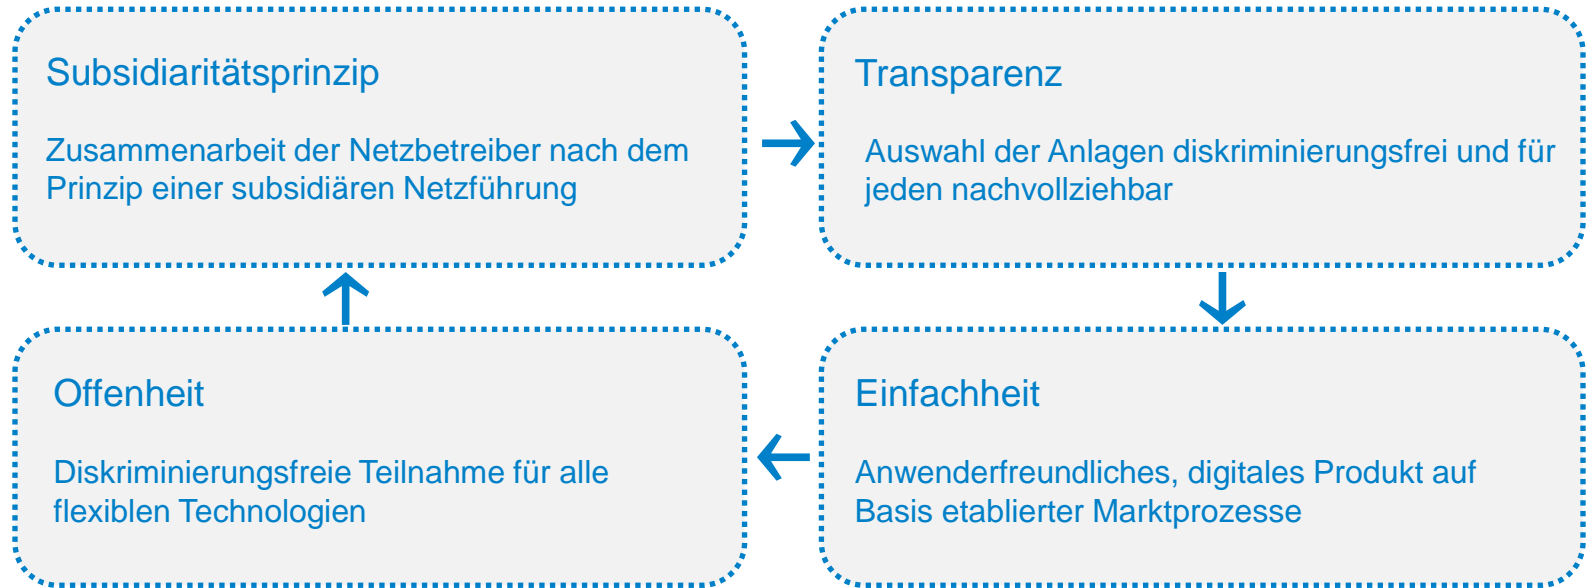 Subsidiaritätsprinzip
Zusammenarbeit der Netzbetreiber nach dem
Prinzip einer subsidiären Netzführung
Transparenz
Auswahl der Anlagen diskriminierungsfrei und für
jeden nachvollziehbar
Offenheit
Diskriminierungsfreie Teilnahme für alle
flexiblen Technologien
Einfachheit
Anwenderfreundliches, digitales Produkt auf
Basis etablierter Marktprozesse